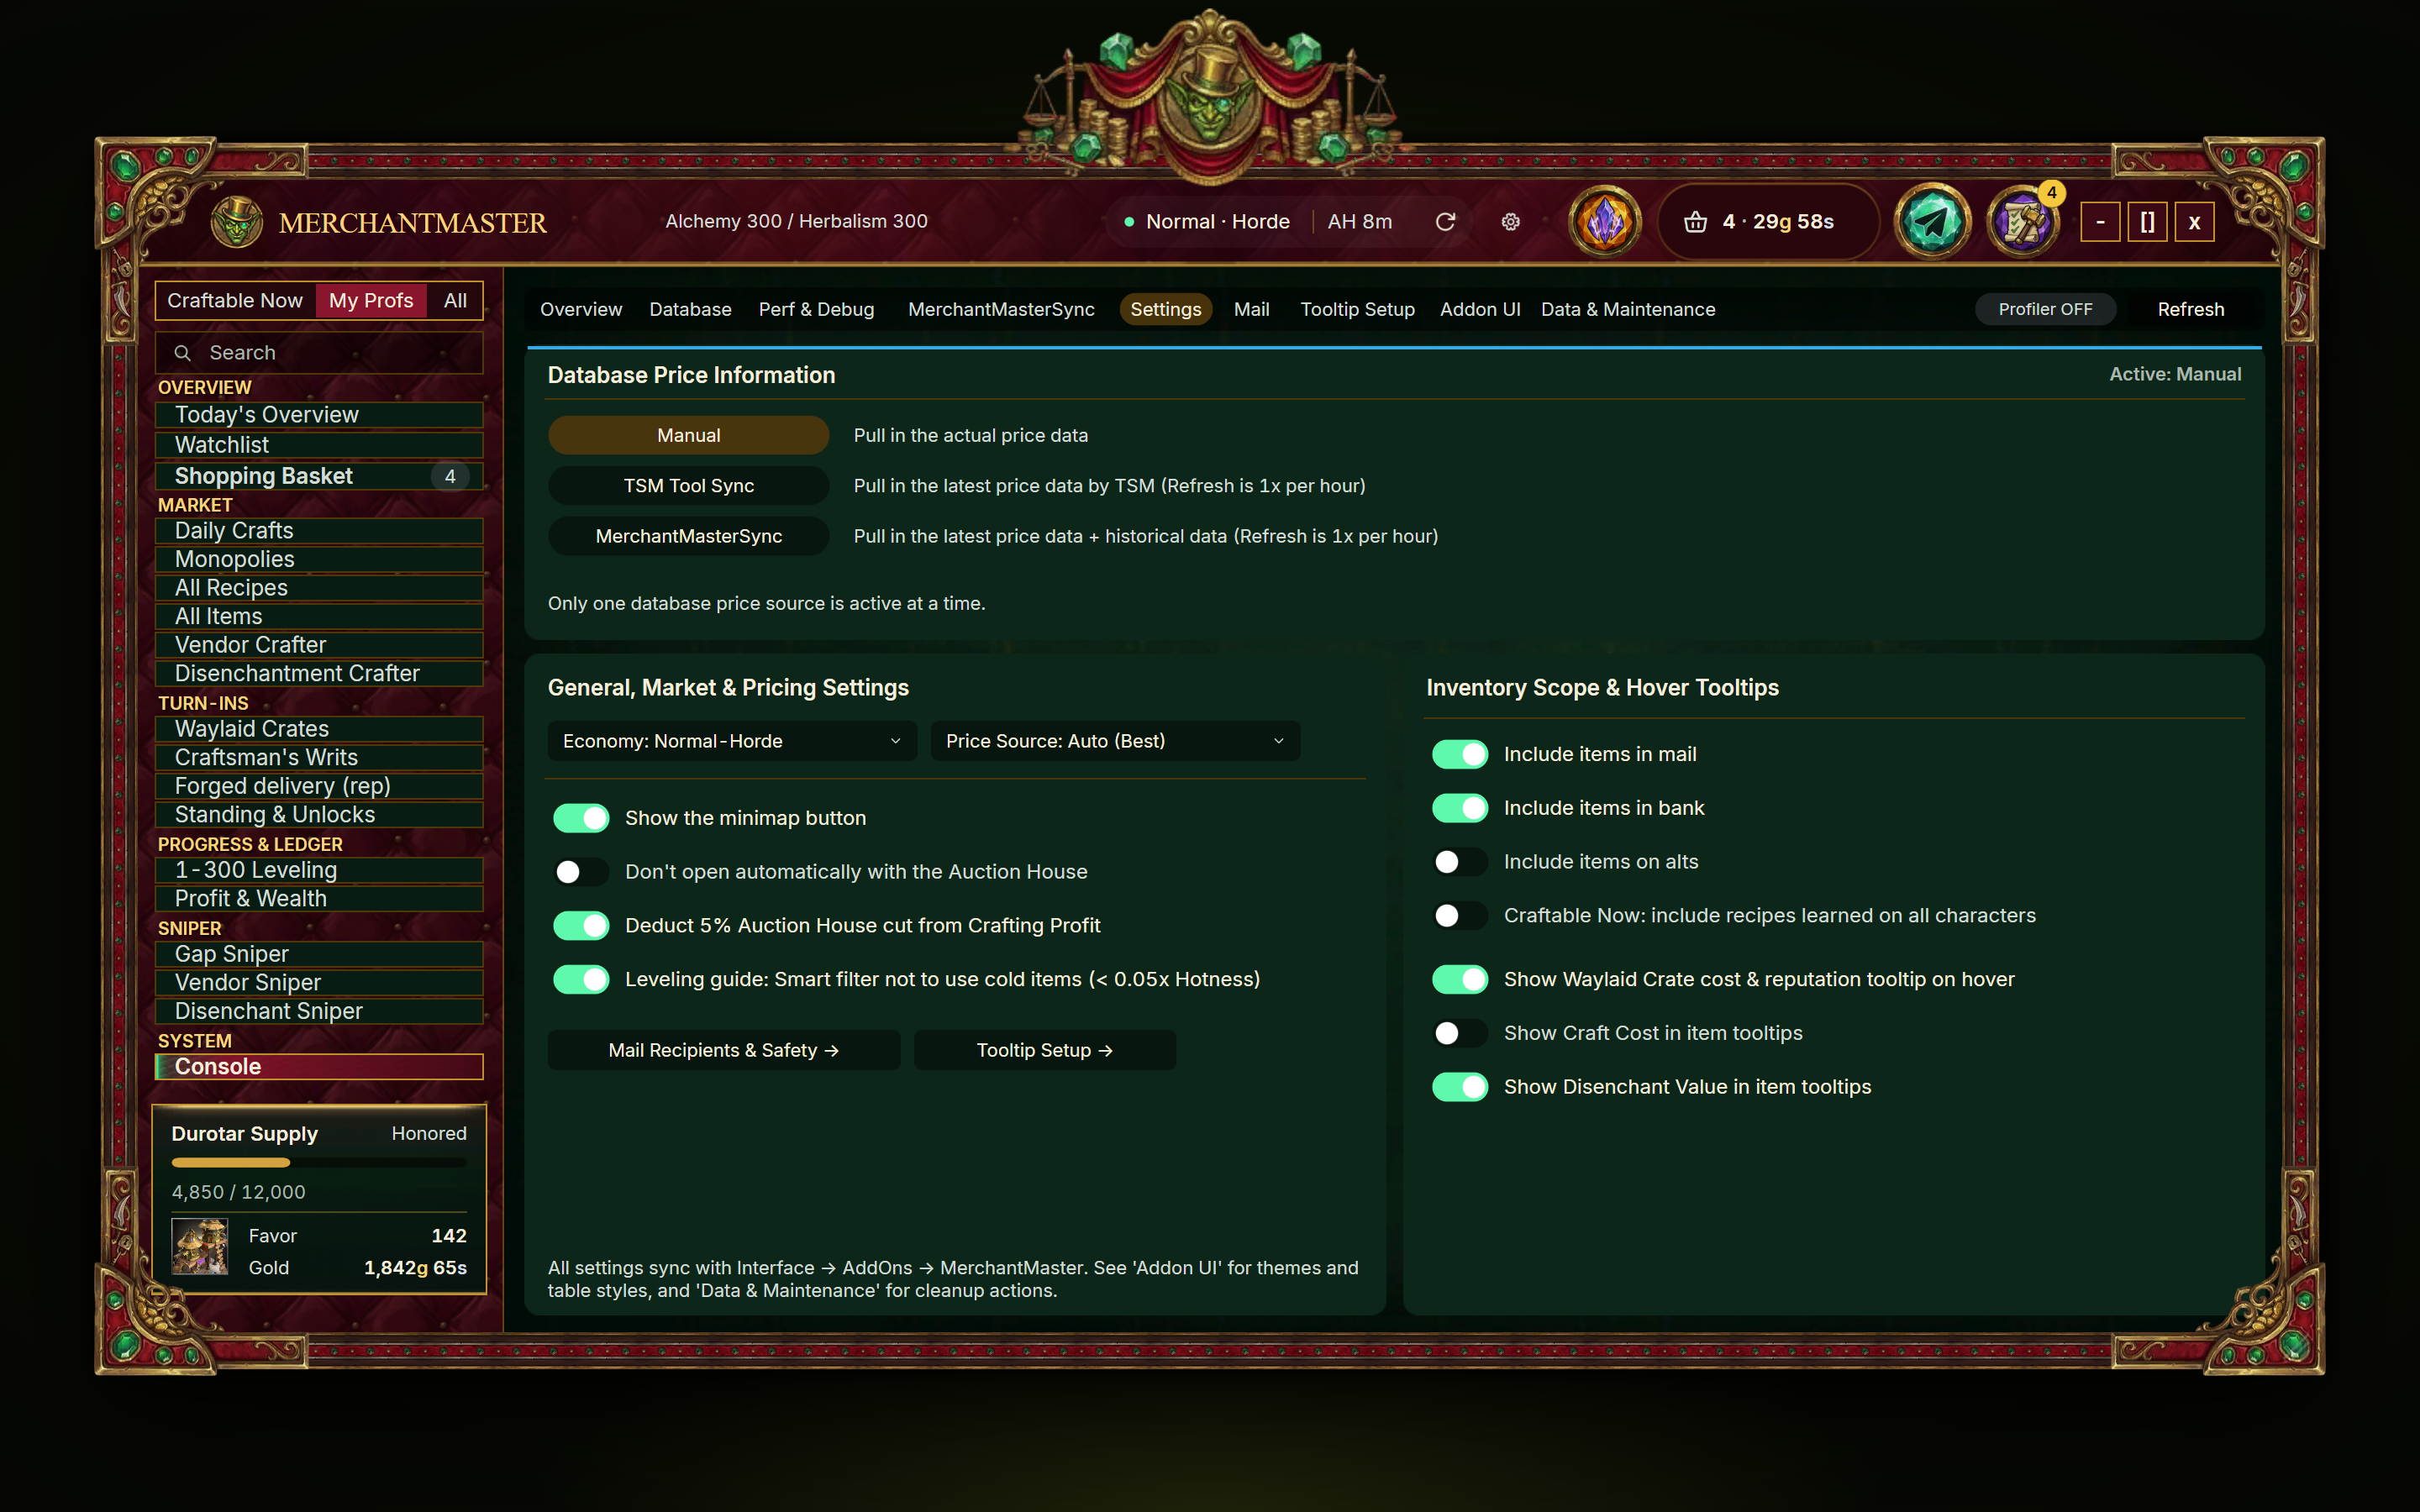 MERCHANTMASTER
Alchemy 300 / Herbalism 300
Normal · Horde
AH 8m
4 · 29g 58s
4
-
[]
x
Craftable Now
My Profs
All
Search
OVERVIEW
Today's Overview
Watchlist
Shopping Basket 4
MARKET
Daily Crafts
Monopolies
All Recipes
All Items
Vendor Crafter
Disenchantment Crafter
TURN-INS
Waylaid Crates
Craftsman's Writs
Forged delivery (rep)
Standing & Unlocks
PROGRESS & LEDGER
1-300 Leveling
Profit & Wealth
SNIPER
Gap Sniper
Vendor Sniper
Disenchant Sniper
SYSTEM
Console
Durotar Supply Honored
4,850 / 12,000
Favor 142
Gold 1,842g 65s
Overview
Database
Perf & Debug
MerchantMasterSync
Settings
Mail
Tooltip Setup
Addon UI
Data & Maintenance
Profiler OFF
Refresh
Database Price Information
Active: Manual
Manual Pull in the actual price data
TSM Tool Sync Pull in the latest price data by TSM (Refresh is 1x per hour)
MerchantMasterSync Pull in the latest price data + historical data (Refresh is 1x per hour)
Only one database price source is active at a time.
General, Market & Pricing Settings
Economy: Normal-Horde
Price Source: Auto (Best)
Show the minimap button
Don't open automatically with the Auction House
Deduct 5% Auction House cut from Crafting Profit
Leveling guide: Smart filter not to use cold items (< 0.05x Hotness)
Mail Recipients & Safety →
Tooltip Setup →
All settings sync with Interface → AddOns → MerchantMaster. See 'Addon UI' for themes and
table styles, and 'Data & Maintenance' for cleanup actions.
Inventory Scope & Hover Tooltips
Include items in mail
Include items in bank
Include items on alts
Craftable Now: include recipes learned on all characters
Show Waylaid Crate cost & reputation tooltip on hover
Show Craft Cost in item tooltips
Show Disenchant Value in item tooltips